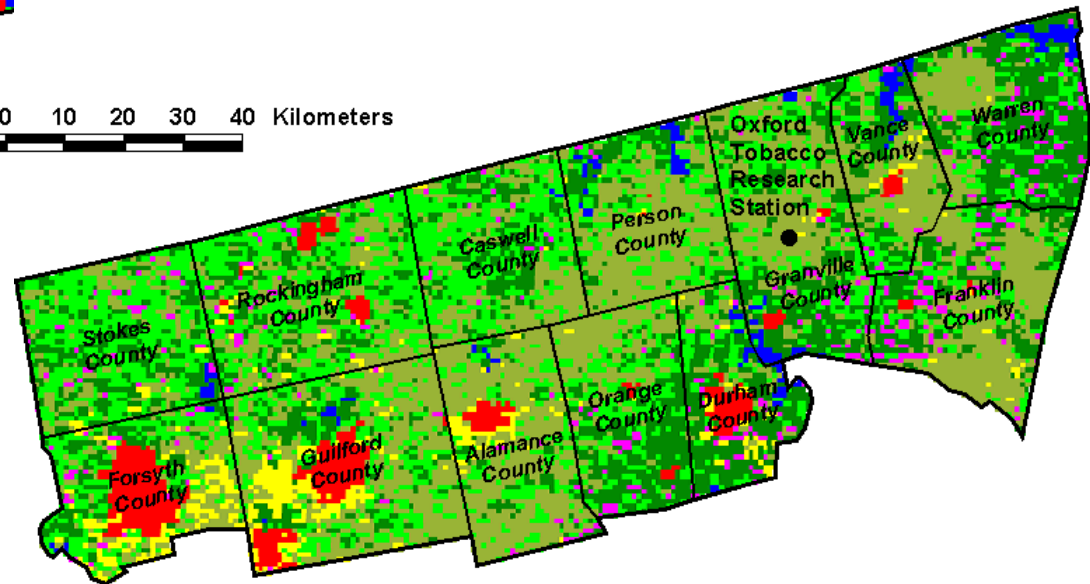 0 10 20 30 40 Kilometers
Oxford
Tobacco
Research
Station
Vance
County
Warren
County
Person
County
Caswell
County
Granville
County
Franklin
County
Rockingham
County
Stokes
County
Orange
County
Durham
County
Alamance
County
Guilford
County
Forsyth
County